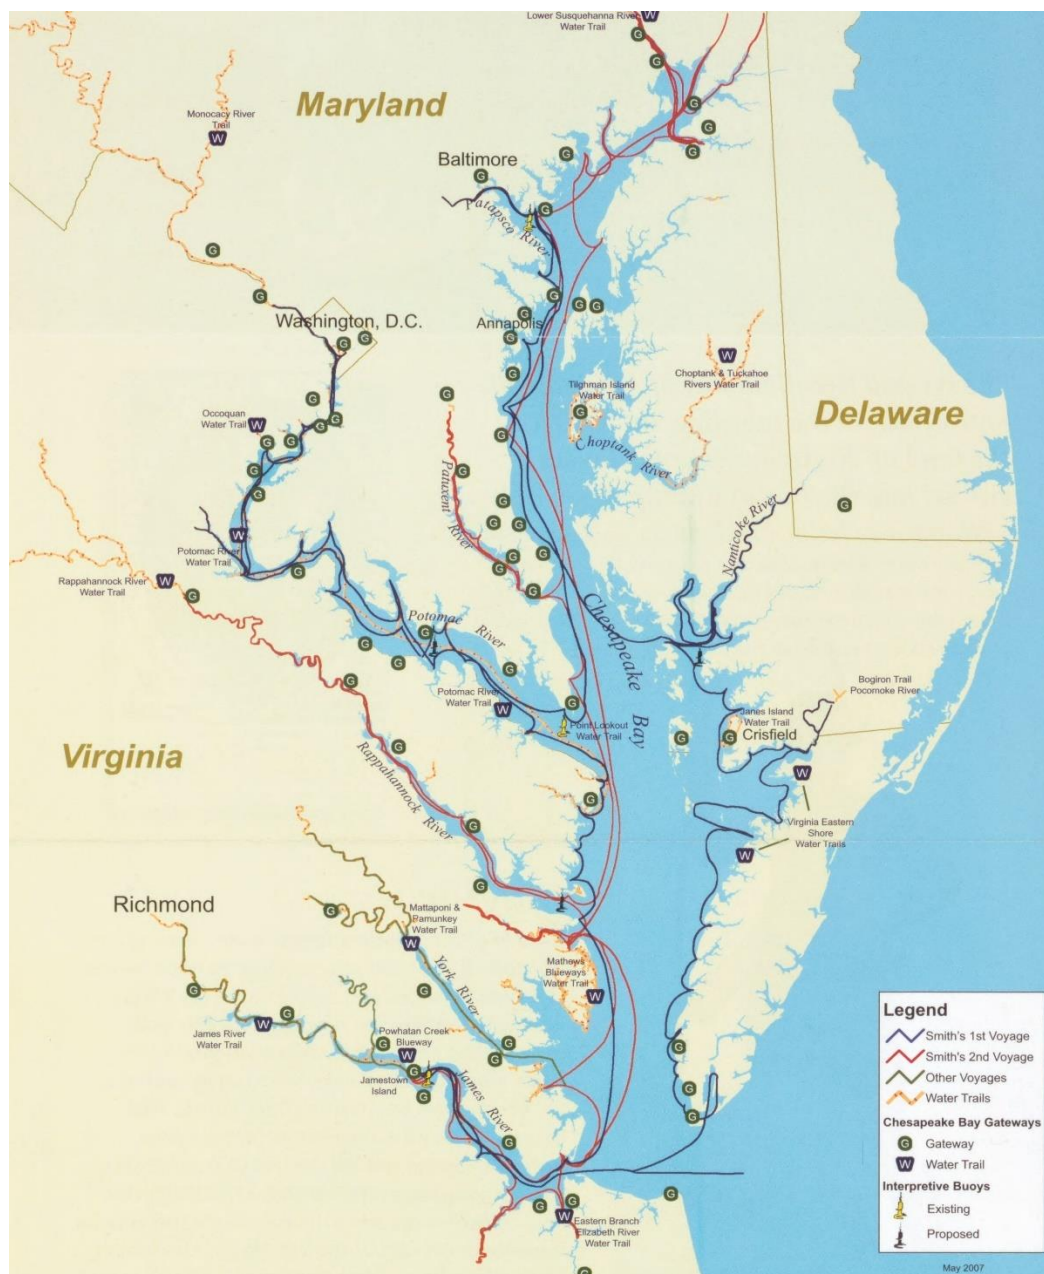 Lower Susquehanna River
Water Trail
W
Maryland
Monocacy River
Trail
W
Baltimore
Patapsco River
Washington, D.C.
Annapolis
Choptank & Tuckahoe
Rivers Water Trail
Tilghman Island
Water Trail
Occoquan
Water Trail
Delaware
Choptank River
Patuxent River
Nanticoke River
Potomac River
Water Trail
Rappahannock River
Water Trail
Potomac River
Chesapeake Bay
Potomac River
Water Trail
Bogiron Trail
Pocomoke River
Janes Island
Water Trail
Crisfield
Point Lookout
Water Trail
Virginia
Rappahannock River
Virginia Eastern
Shore
Water Trails
Richmond
Mattaponi &
Pamunkey
Water Trail
York River
Mathews
Blueways
Water Trail
James River
Water Trail
Powhatan Creek
Blueway
Jamestown
Island
James River
Eastern Branch
Elizabeth River
Water Trail
Legend
Smith's 1st Voyage
Smith's 2nd Voyage
Other Voyages
Water Trails
Chesapeake Bay Gateways
G Gateway
W Water Trail
Interpretive Buoys
Existing
Proposed
May 2007